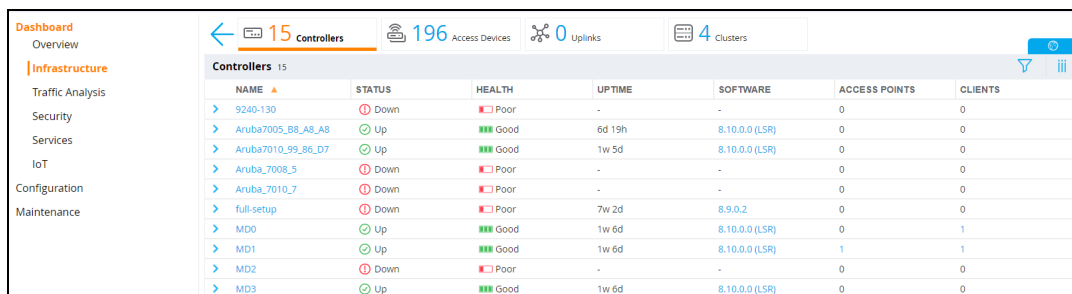 Dashboard
Overview
Infrastructure
Traffic Analysis
Security
Services
IoT
Configuration
Maintenance
15 Controllers 196 Access Devices 0 Uplinks 4 Clusters
Controllers 15
NAME STATUS HEALTH UPTIME SOFTWARE ACCESS POINTS CLIENTS
9240-130 Down Poor - - 0 0
Aruba7005_B8_A8_A8 Up Good 6d 19h 8.10.0.0 (LSR) 0 0
Aruba7010_99_86_D7 Up Good 1w 5d 8.10.0.0 (LSR) 0 0
Aruba_7008_5 Down Poor - - 0 0
Aruba_7010_7 Down Poor - - 0 0
full-setup Down Poor 7w 2d 8.9.0.2 0 0
MD0 Up Good 1w 6d 8.10.0.0 (LSR) 0 1
MD1 Up Good 1w 6d 8.10.0.0 (LSR) 1 1
MD2 Down Poor - - 0 0
MD3 Up Good 1w 6d 8.10.0.0 (LSR) 0 0